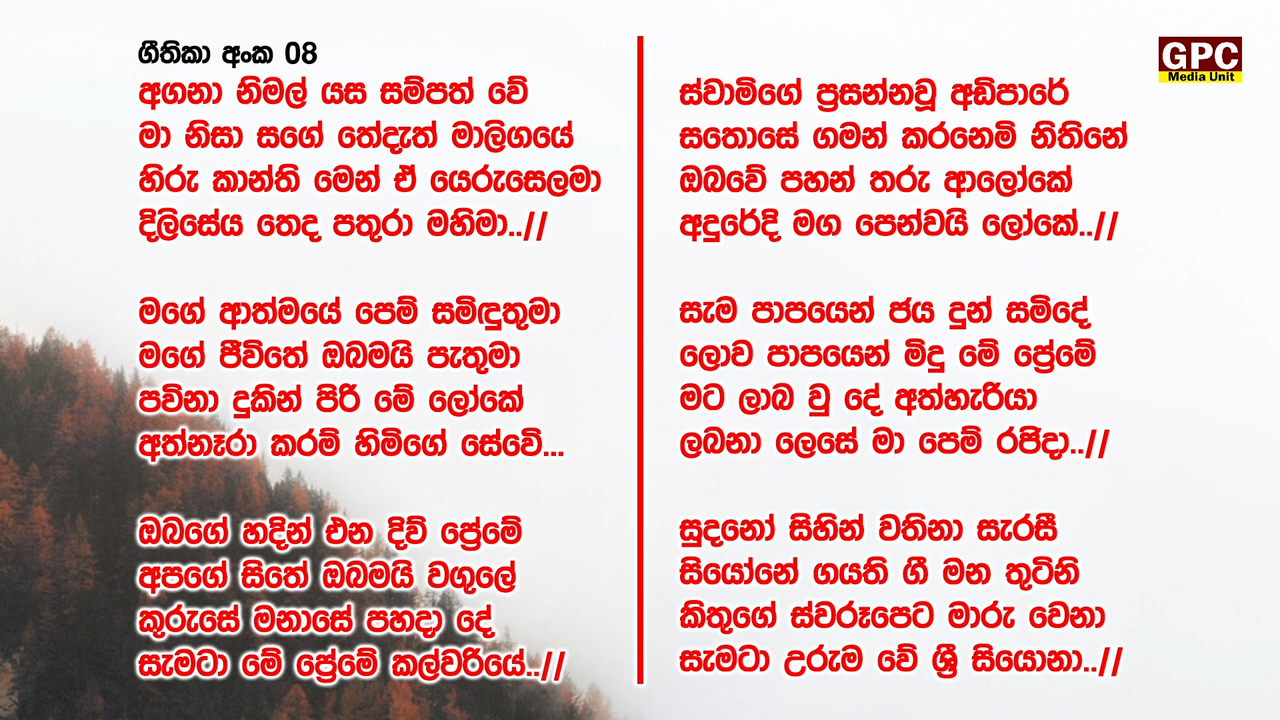 ගීතිකා අංක 08
අගනා නිමල් යස සම්පත් වේ
මා නිසා සගේ තේදැත් මාලිගයේ
හිරු කාන්ති මෙන් ඒ යෙරුසෙලමා
දිලිසේය තෙද පතුරා මහිමා..//
මගේ ආත්මයේ පෙම් සමිඳුතුමා
මගේ ජීවිතේ ඔබමයි පැතුමා
පවිනා දුකින් පිරි මේ ලෝකේ
අත්නෑරා කරම් හිමිගේ සේවේ...
ඔබගේ හදින් එන දිව් ප්‍රේමේ
අපගේ සිතේ ඔබමයි වගුලේ
කුරුසේ මනාසේ පහදා දේ
සැමටා මේ ප්‍රේමේ කල්වරියේ..//
ස්වාමිගේ ප්‍රසන්නවූ අඩිපාරේ
සතොසේ ගමන් කරනෙමි නිතිනේ
ඔබවේ පහන් තරු ආලෝකේ
අදුරේදි මග පෙන්වයි ලෝකේ..//
සැම පාපයෙන් ජය දුන් සමිදේ
ලොව පාපයෙන් මිදු මේ ප්‍රේමේ
මට ලාබ වු දේ අත්හැරියා
ලබනා ලෙසේ මා පෙම් රජිදා..//
සුදනෝ සිහින් වතිනා සැරසී
සියෝනේ ගයති ගී මන තුටිනි
කිතුගේ ස්වරූපෙට මාරු වෙනා
සැමටා උරුම වේ ශ්‍රී සියොනා..//
GPC
Media Unit